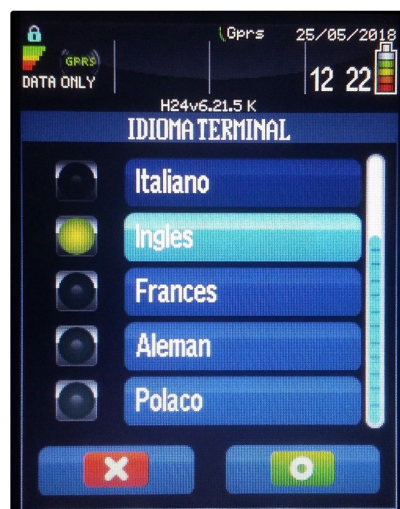 Gprs 25/05/2018
GPRS
DATA ONLY
12 22
H24v6.21.5 K
IDIOMA TERMINAL
Italiano
Ingles
Frances
Aleman
Polaco